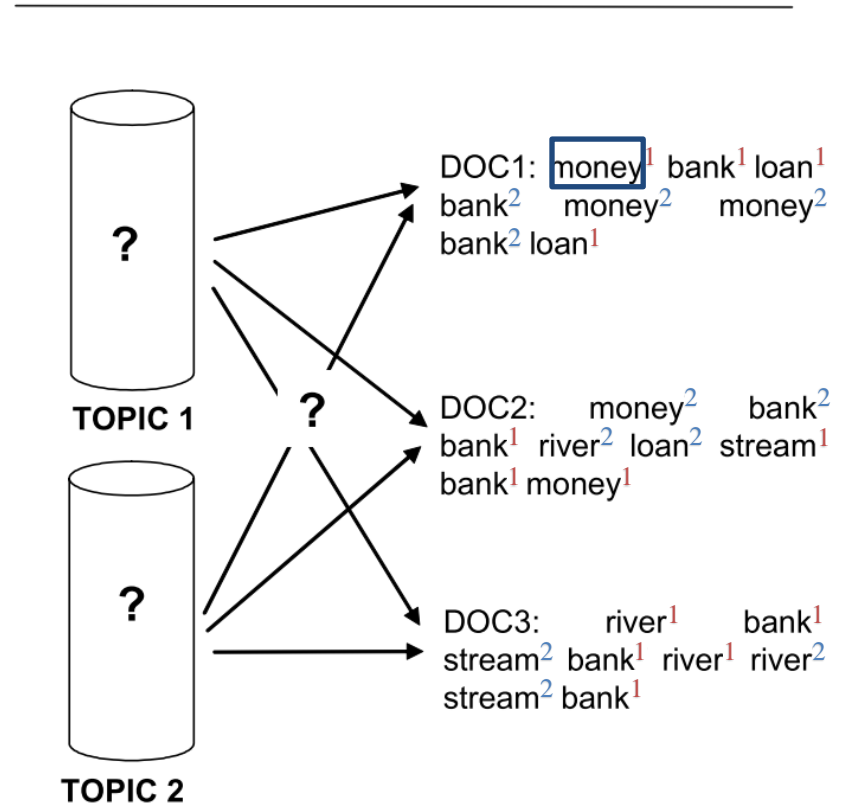 ?
TOPIC 1
?
TOPIC 2
?
DOC1: money¹ bank¹ loan¹
bank² money² money²
bank² loan¹
DOC2: money² bank²
bank¹ river² loan² stream¹
bank¹ money¹
DOC3: river¹ bank¹
stream² bank¹ river¹ river²
stream² bank¹